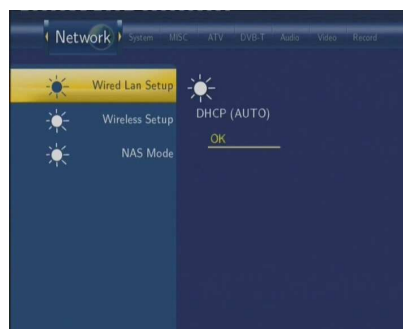 Network System MISC ATV DVB-T Audio Video Record
Wired Lan Setup
Wireless Setup
NAS Mode
DHCP (AUTO)
OK